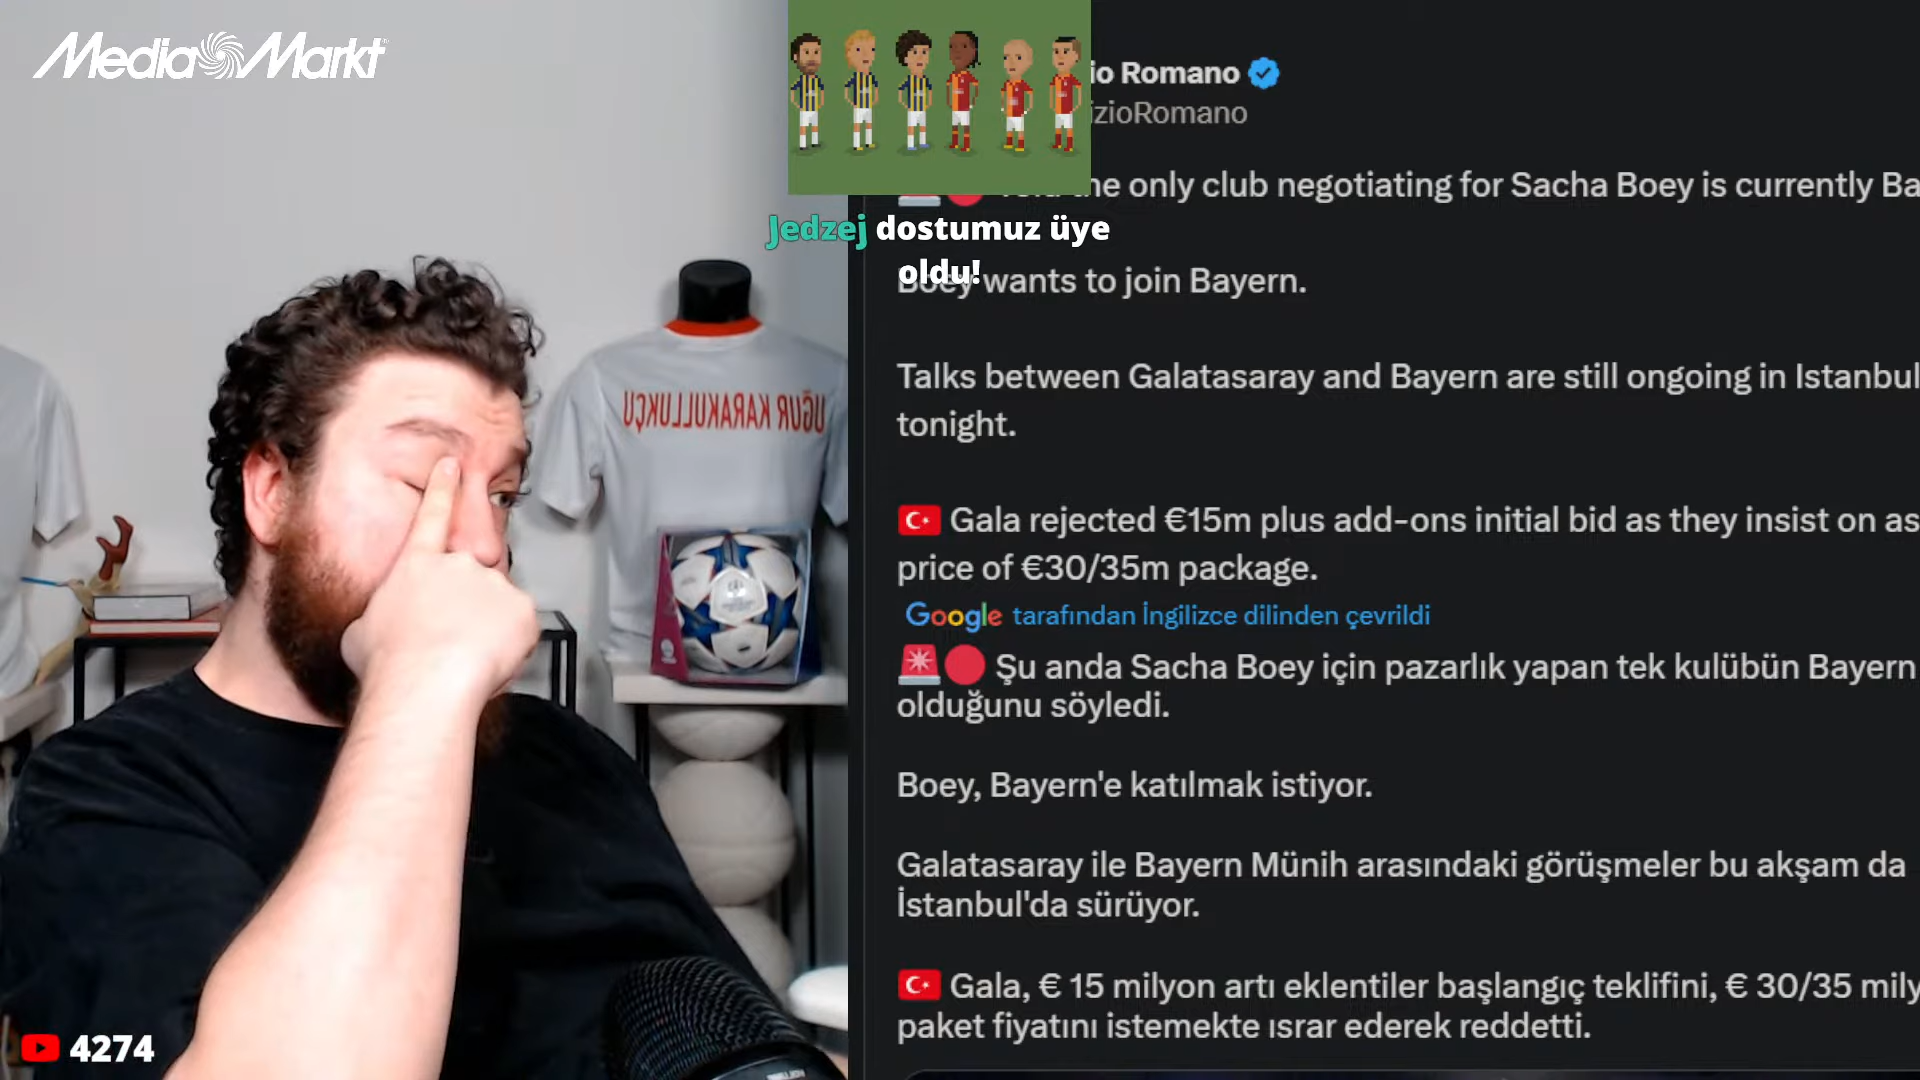 MediaMarkt
io Romano
izioRomano
he only club negotiating for Sacha Boey is currently Ba
Jedzej dostumuz üye
oldu!
Boey wants to join Bayern.
Talks between Galatasaray and Bayern are still ongoing in Istanbul
tonight.
UĞUR KARAKULLUKÇU
Gala rejected €15m plus add-ons initial bid as they insist on as
price of €30/35m package.
Google tarafından İngilizce dilinden çevrildi
Şu anda Sacha Boey için pazarlık yapan tek kulübün Bayern
olduğunu söyledi.
Boey, Bayern'e katılmak istiyor.
Galatasaray ile Bayern Münih arasındaki görüşmeler bu akşam da
İstanbul'da sürüyor.
Gala, € 15 milyon artı eklentiler başlangıç teklifini, € 30/35 mily
paket fiyatını istemekte ısrar ederek reddetti.
4274